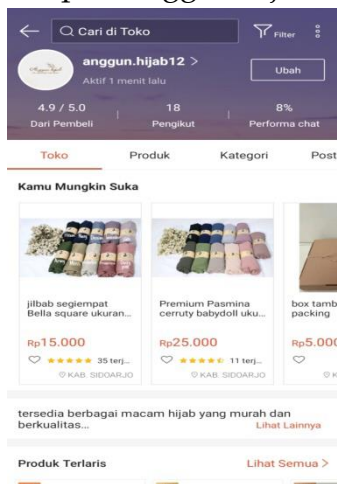 Cari di Toko
Filter
anggun.hijab12 >
Aktif 1 menit lalu
Ubah
4.9 / 5.0
18
8%
Dari Pembeli
Pengikut
Performa chat
Toko
Produk
Kategori
Post
Kamu Mungkin Suka
jilbab segiempat
Bella square ukuran...
Rp15.000
35 terj...
KAB. SIDOARJO
Premium Pasmina
cerruty babydoll uku...
Rp25.000
11 terj...
KAB. SIDOARJO
box tamb
packing
Rp5.000
tersedia berbagai macam hijab yang murah dan
berkualitas...
Lihat Lainnya
Produk Terlaris
Lihat Semua >